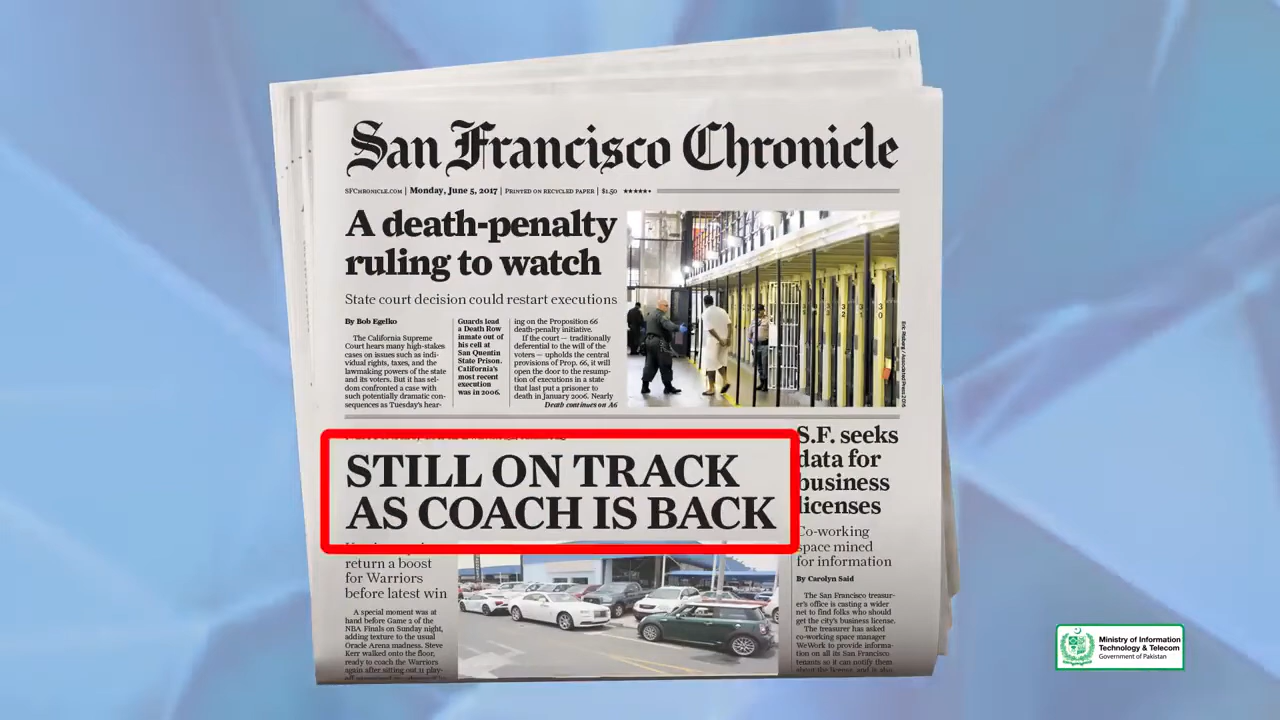 San Francisco Chronicle
SFChronicle.com | Monday, June 5, 2017 | Printed on recycled paper | $1.50 ★★★★★
A death-penalty
ruling to watch
State court decision could restart executions
By Bob Egelko
The California Supreme
Court hears many high-stakes
cases on issues such as indi-
vidual rights, taxes, and the
lawmaking powers of the state
and its voters. But it has sel-
dom confronted a case with
such potentially dramatic con-
sequences as Tuesday's hear-
Guards lead
a Death Row
inmate out of
his cell at
San Quentin
State Prison.
California's
most recent
execution
was in 2006.
ing on the Proposition 66
death-penalty initiative.
If the court — traditionally
deferential to the will of the
voters — upholds the central
provisions of Prop. 66, it will
open the door to the resump-
tion of executions in a state
that last put a prisoner to
death in January 2006. Nearly
Death continues on A6
STILL ON TRACK
AS COACH IS BACK
return a boost
for Warriors
before latest win
A special moment was at
hand before Game 2 of the
NBA Finals on Sunday night,
adding texture to the usual
Oracle Arena madness. Steve
Kerr walked onto the floor,
ready to coach the Warriors
again after sitting out 11 play-
S.F. seeks
data for
business
licenses
Co-working
space mined
for information
By Carolyn Said
The San Francisco treasur-
er's office is casting a wider
net to find folks who should
get the city's business license.
The treasurer has asked
co-working space manager
WeWork to provide informa-
tion on all its San Francisco
tenants so it can notify them
about the license, and is also
Ministry of Information
Technology & Telecom
Government of Pakistan